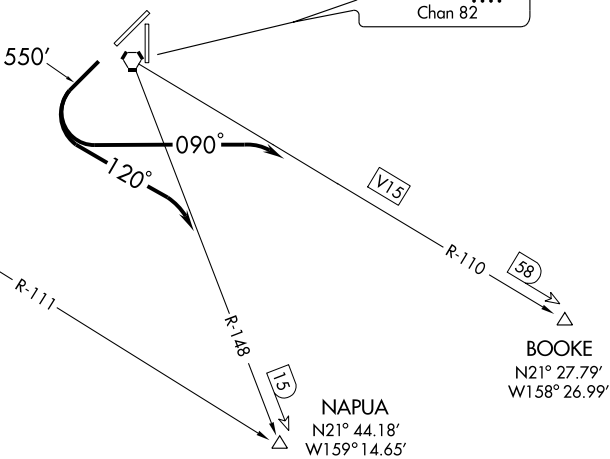 Chan 82
550'
090°
120°
V15
R-110
58
R-111
R-148
15
BOOKE
N21° 27.79'
W158° 26.99'
NAPUA
N21° 44.18'
W159° 14.65'